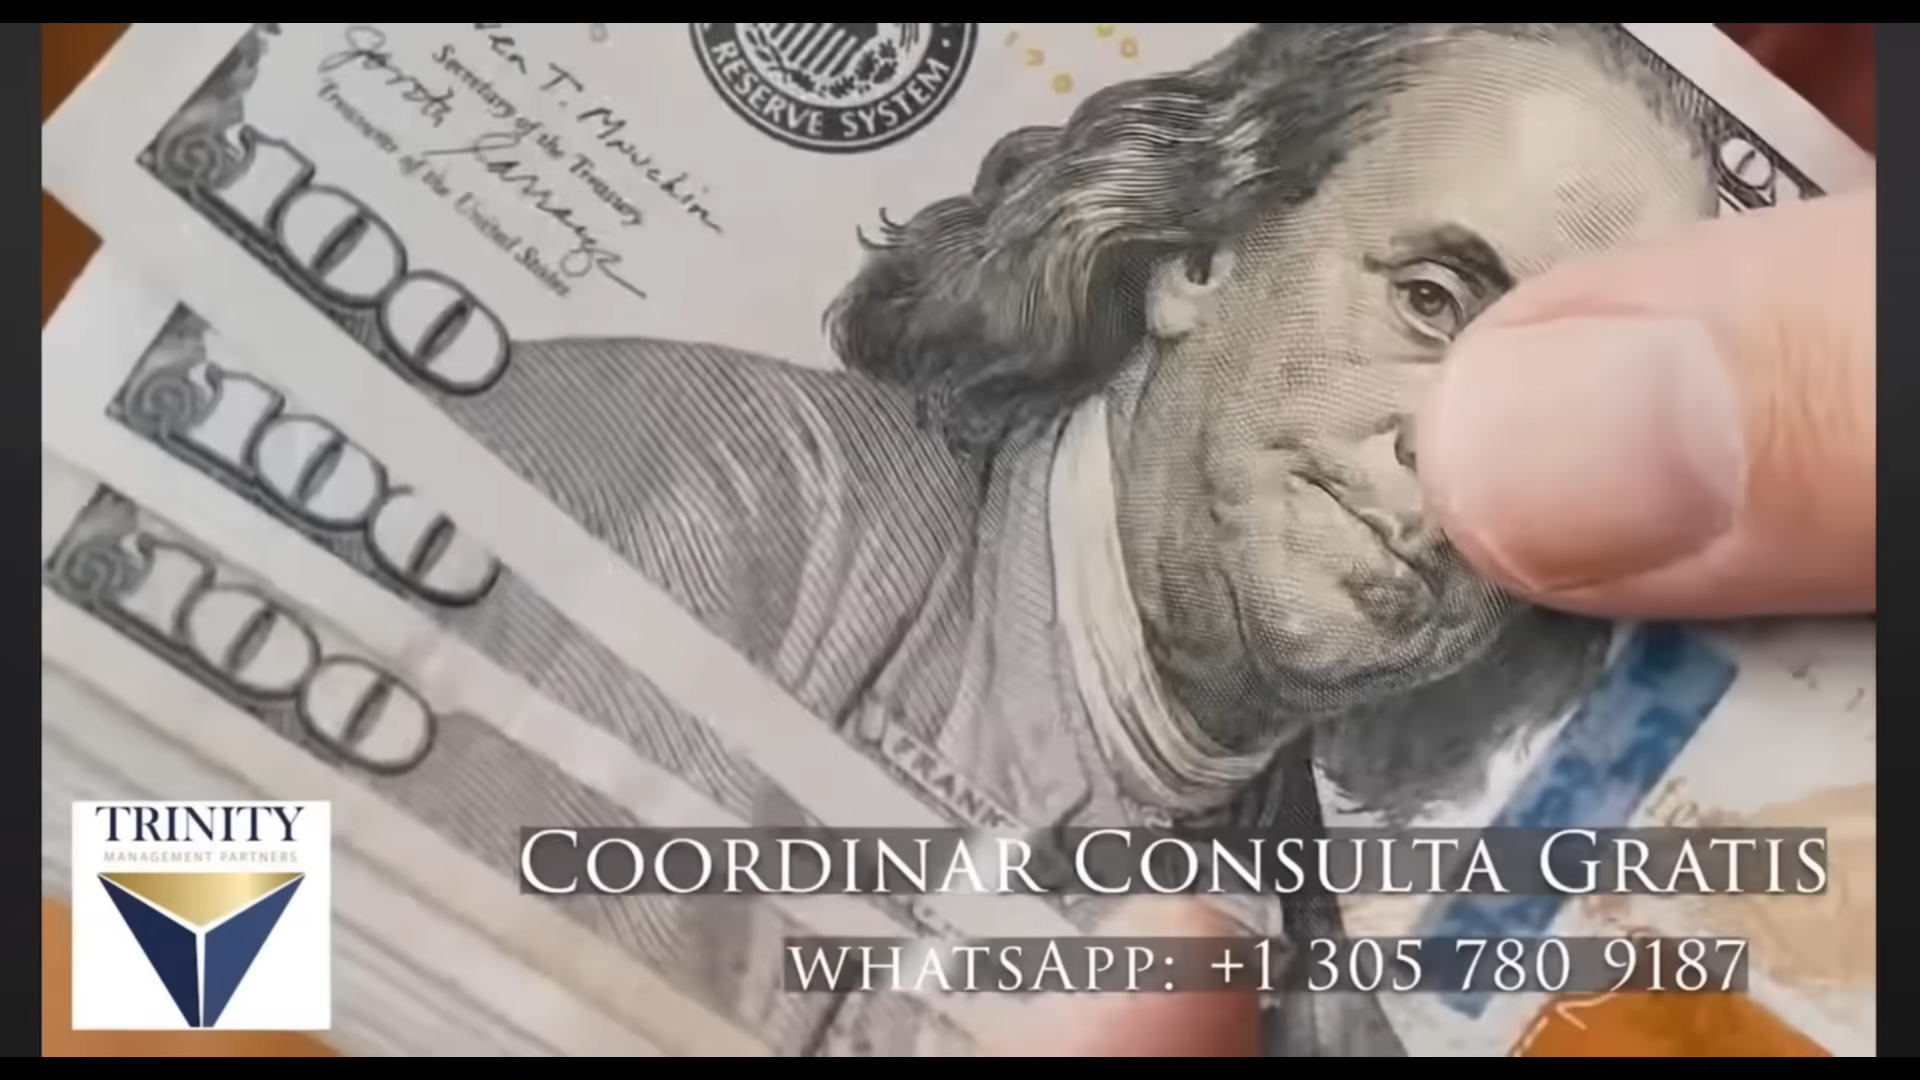 Secretary of the Treasury
Treasurer of the United States
RESERVE SYSTEM
100
100
100
FRANK
TRINITY
MANAGEMENT PARTNERS
COORDINAR CONSULTA GRATIS
WHATSAPP: +1 305 780 9187